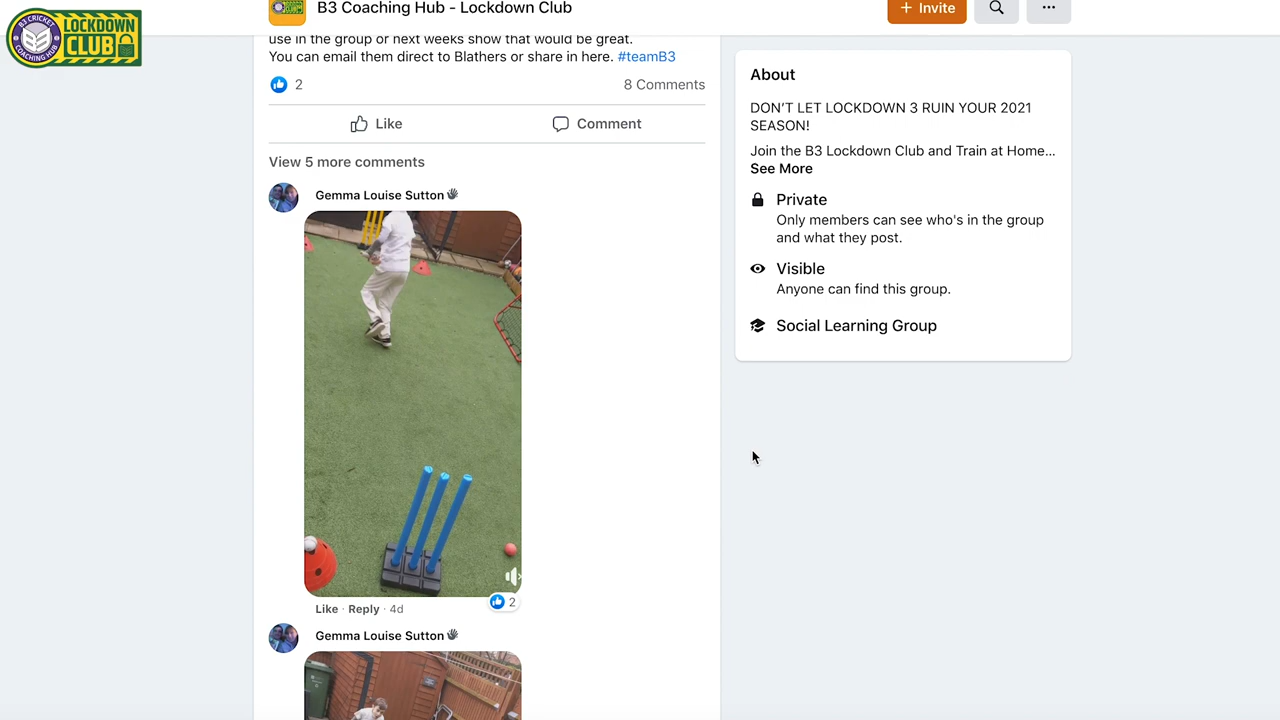 B3 CRICKET
COACHING HUB
LOCKDOWN
CLUB
B3 Coaching Hub - Lockdown Club
+ Invite
use in the group or next weeks show that would be great.
You can email them direct to Blathers or share in here. #teamB3
2
8 Comments
Like
Comment
View 5 more comments
Gemma Louise Sutton
Like · Reply · 4d
2
Gemma Louise Sutton
About
DON'T LET LOCKDOWN 3 RUIN YOUR 2021
SEASON!
Join the B3 Lockdown Club and Train at Home...
See More
Private
Only members can see who's in the group
and what they post.
Visible
Anyone can find this group.
Social Learning Group